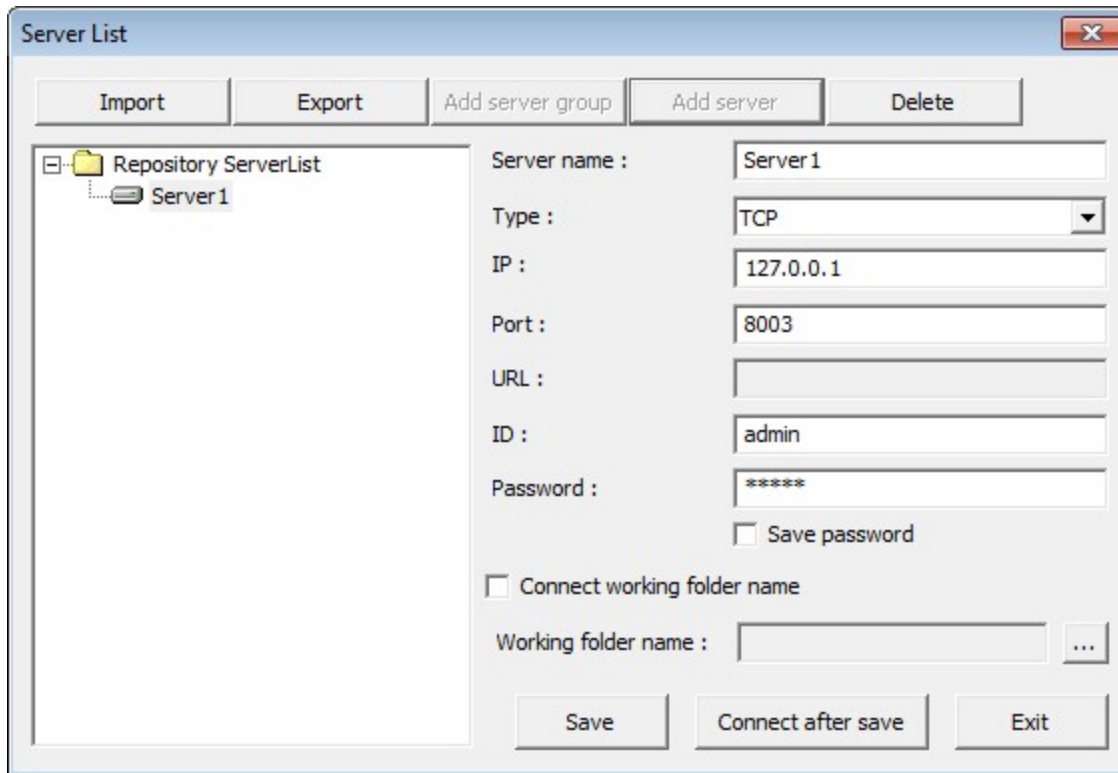 Server List
Import Export Add server group Add server Delete
Repository ServerList
Server1
Server name : Server1
Type : TCP
IP : 127.0.0.1
Port : 8003
URL :
ID : admin
Password : *****
Save password
Connect working folder name
Working folder name : ...
Save Connect after save Exit